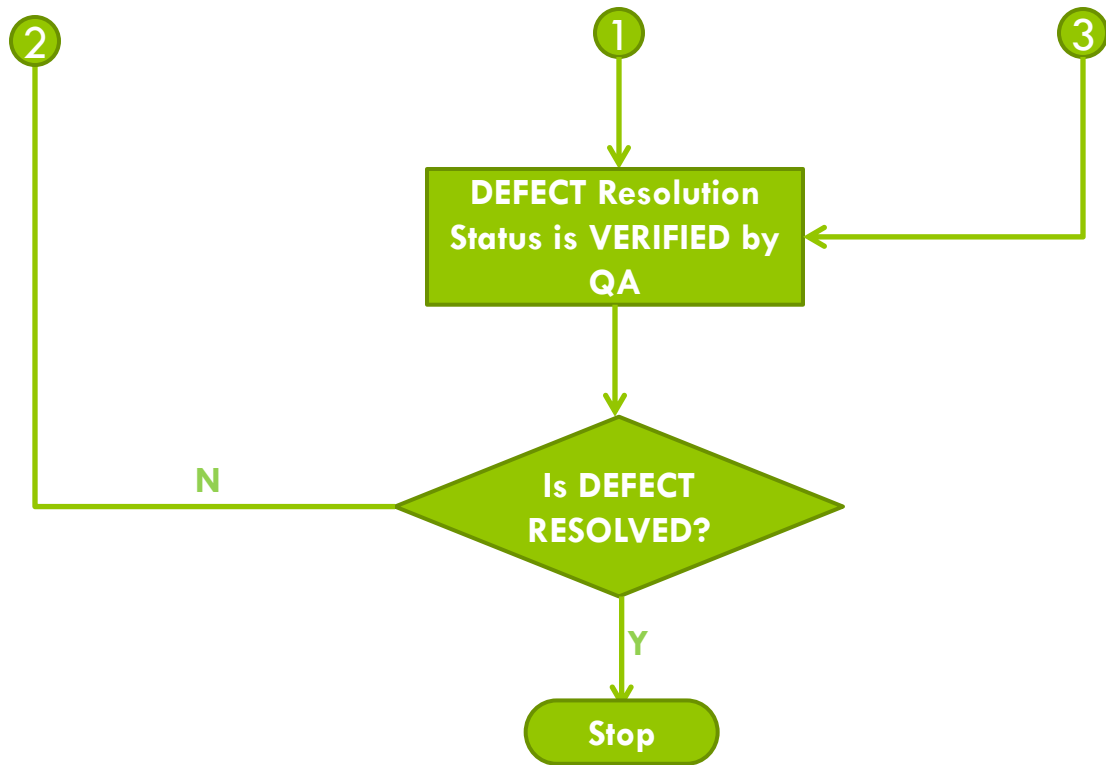 2
1
3
DEFECT Resolution
Status is VERIFIED by
QA
N
Is DEFECT
RESOLVED?
Y
Stop